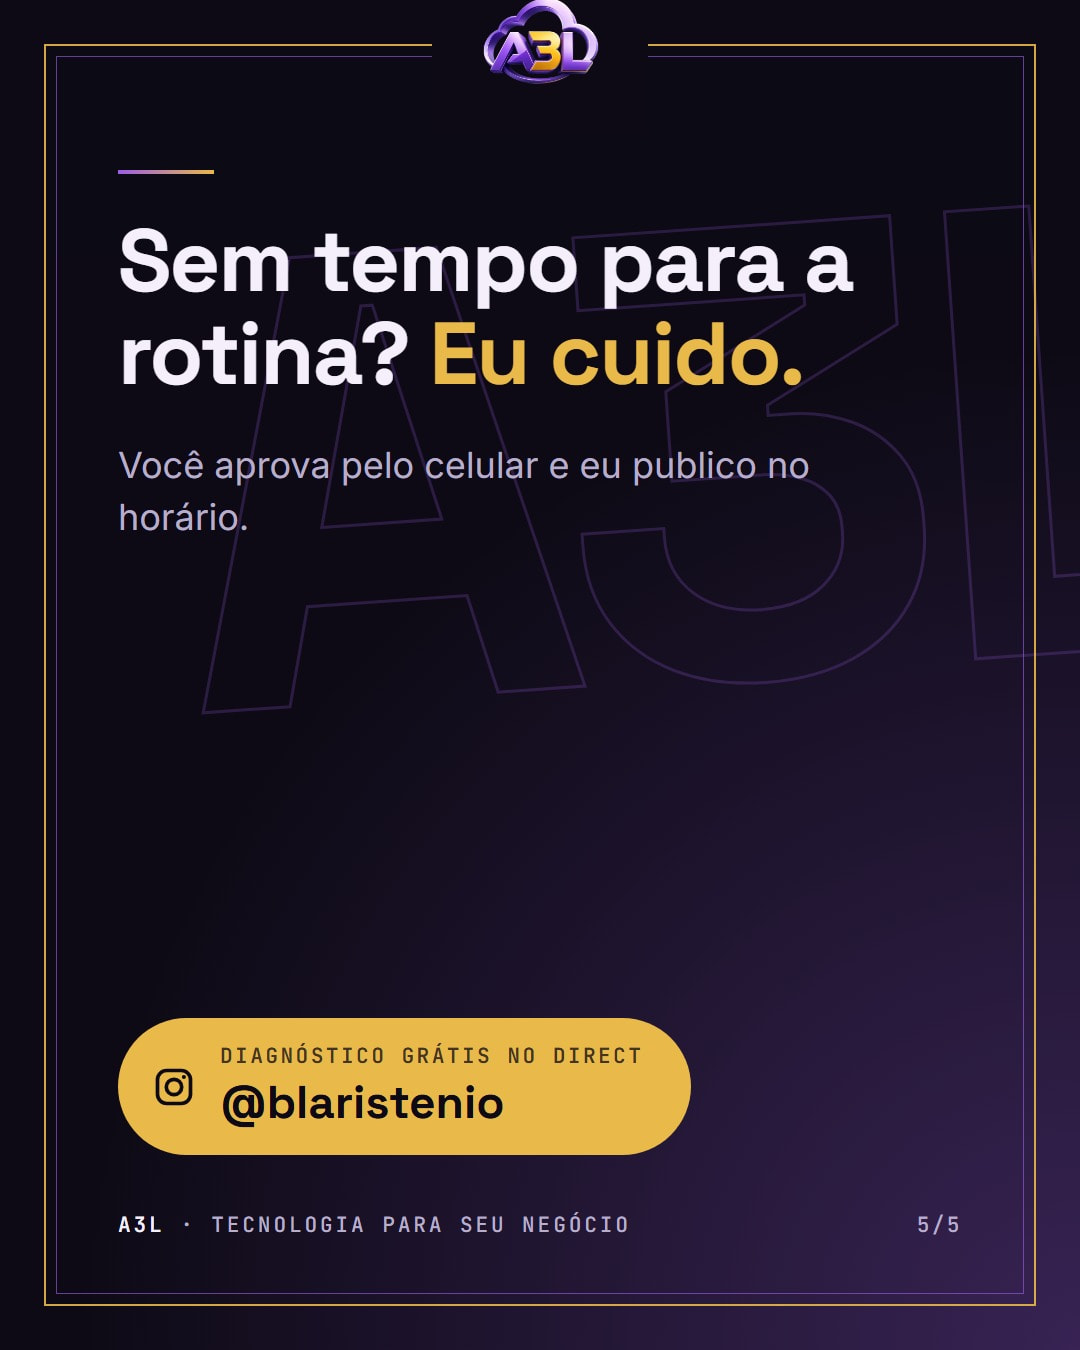 A3L
Sem tempo para a
rotina? Eu cuido.
Você aprova pelo celular e eu publico no
horário.
A3L
DIAGNÓSTICO GRÁTIS NO DIRECT
@blaristenio
A3L · TECNOLOGIA PARA SEU NEGÓCIO
5/5